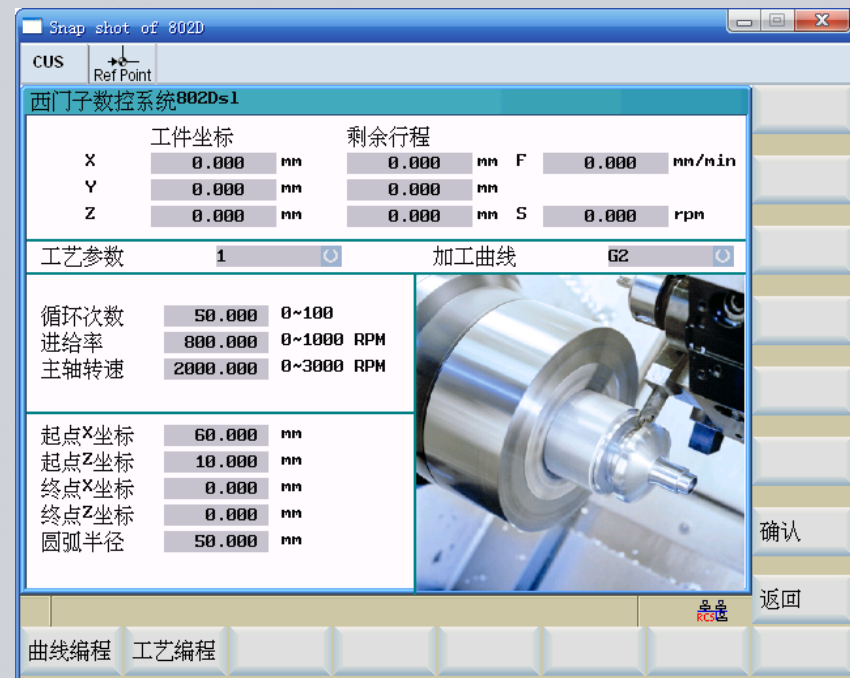 Snap shot of 802D
CUS
Ref Point
西门子数控系统802Dsl
工件坐标 剩余行程
X 0.000 mm 0.000 mm F 0.000 mm/min
Y 0.000 mm 0.000 mm
Z 0.000 mm 0.000 mm S 0.000 rpm
工艺参数 1 加工曲线 G2
循环次数 50.000 0~100
进给率 800.000 0~1000 RPM
主轴转速 2000.000 0~3000 RPM
起点X坐标 60.000 mm
起点Z坐标 10.000 mm
终点X坐标 0.000 mm
终点Z坐标 0.000 mm
圆弧半径 50.000 mm
确认
返回
RCS
曲线编程 工艺编程